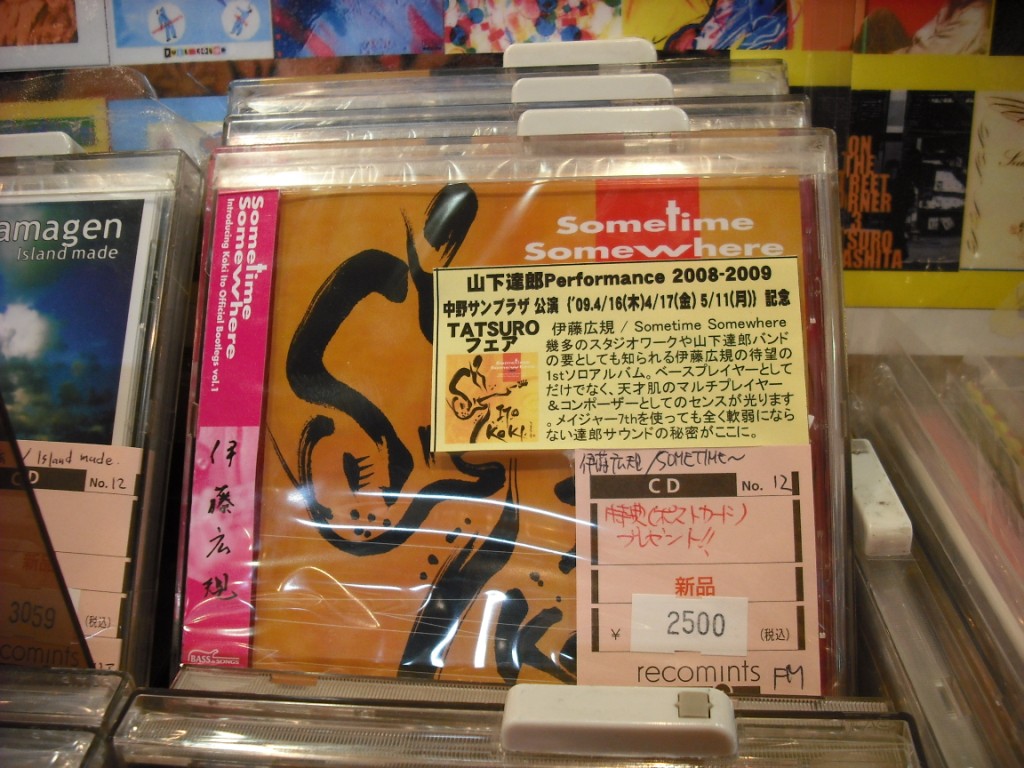 amagen
Island made
/ Island made.
No. 12
3059
(税込)
recomints
Sometime
Somewhere
Introducing Koki Ito Official Bootlegs vol.1
伊藤広規
BASS & SONGS
Sometime
Somewhere
山下達郎Performance 2008-2009
中野サンプラザ 公演 {'09.4/16(木)4/17(金) 5/11(月)} 記念
TATSURO
フェア
伊藤広規 / Sometime Somewhere
幾多のスタジオワークや山下達郎バンド
の要としても知られる伊藤広規の待望の
1stソロアルバム。ベースプレイヤーとして
だけでなく、天才肌のマルチプレイヤー
&コンポーザーとしてのセンスが光ります
。メイジャー7thを使っても全く軟弱になら
ない達郎サウンドの秘密がここに。
Ito
Koki
伊藤広規/SOMETIME~
CD
No. 12
特典(ポストカード)
プレゼント!!
新品
¥ 2500 (税込)
recomints PM
Ko
ON
THE
STREET
CORNER
3
TATSURO
YAMASHITA